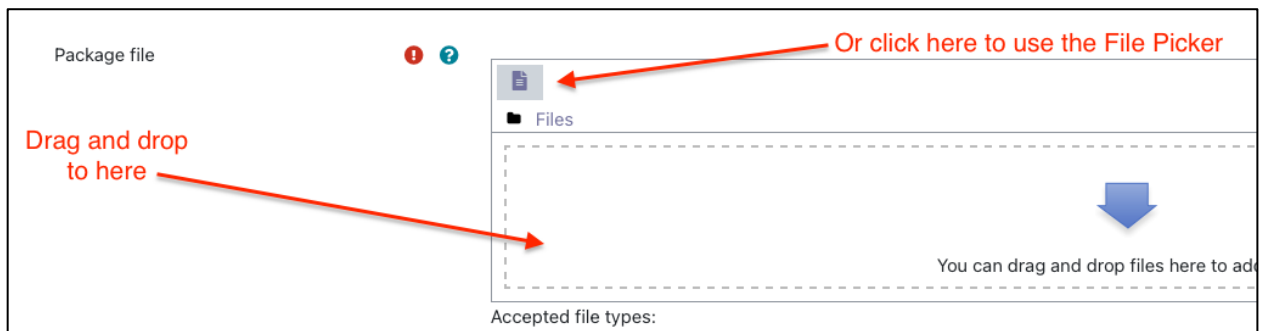 Package file
Or click here to use the File Picker
Files
Drag and drop
to here
You can drag and drop files here to
Accepted file types: